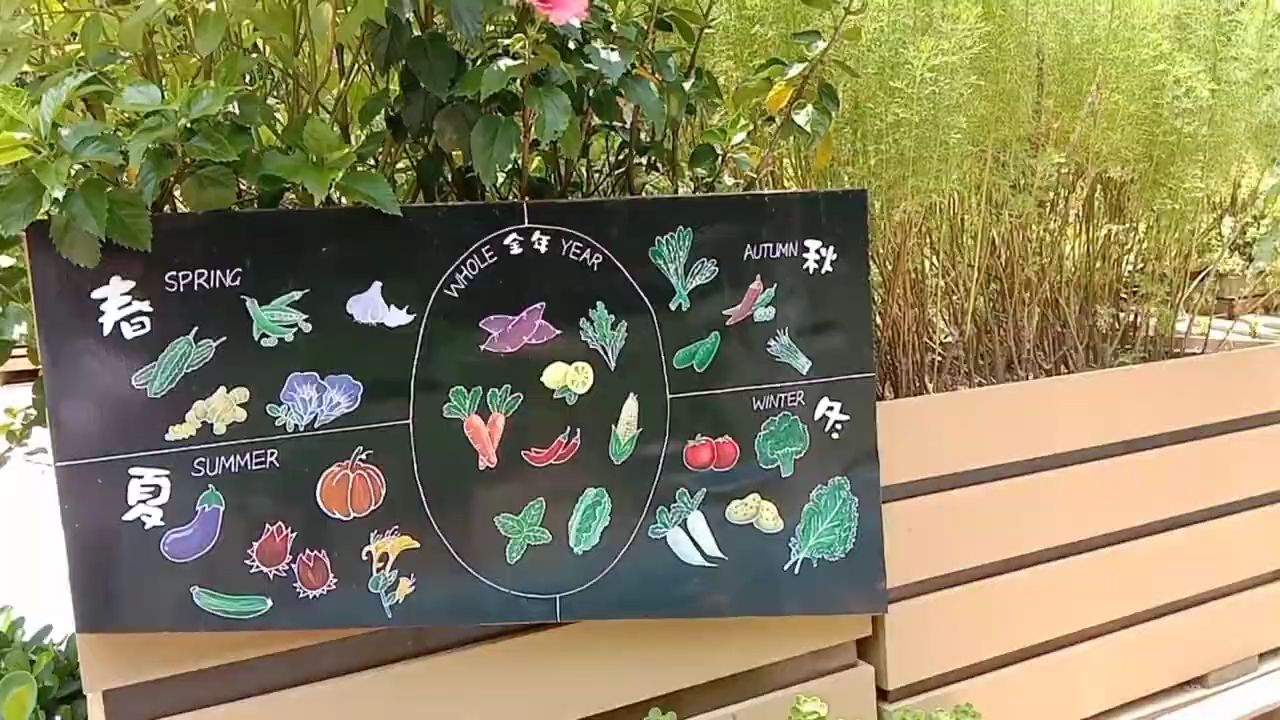 春 SPRING
WHOLE 全年 YEAR
AUTUMN 秋
夏 SUMMER
WINTER 冬